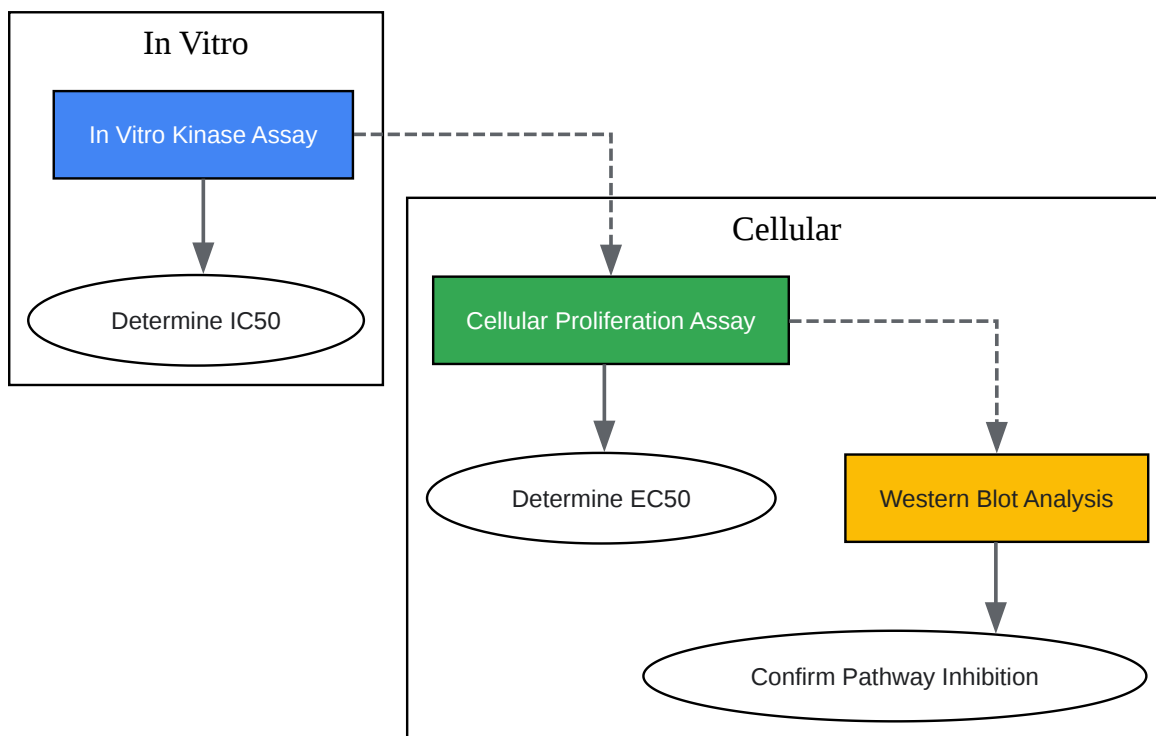 In Vitro
In Vitro Kinase Assay
Determine IC50
Cellular
Cellular Proliferation Assay
Determine EC50
Western Blot Analysis
Confirm Pathway Inhibition